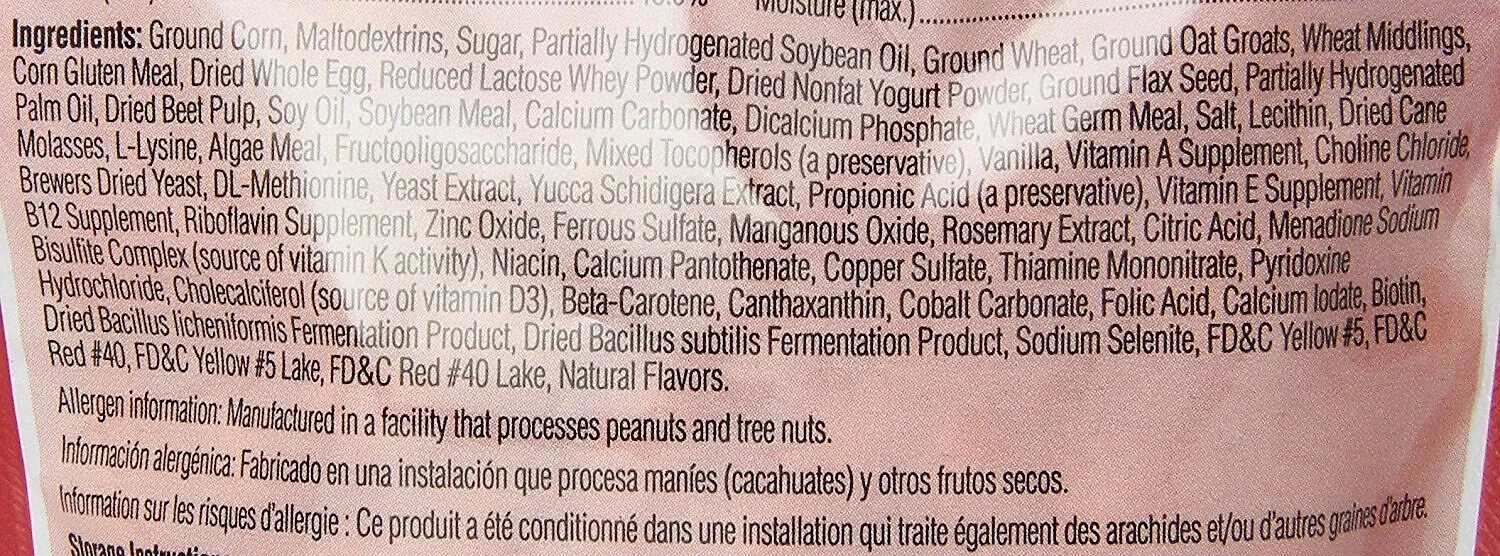 Moisture (max.)
Ingredients: Ground Corn, Maltodextrins, Sugar, Partially Hydrogenated Soybean Oil, Ground Wheat, Ground Oat Groats, Wheat Middlings,
Corn Gluten Meal, Dried Whole Egg, Reduced Lactose Whey Powder, Dried Nonfat Yogurt Powder, Ground Flax Seed, Partially Hydrogenated
Palm Oil, Dried Beet Pulp, Soy Oil, Soybean Meal, Calcium Carbonate, Dicalcium Phosphate, Wheat Germ Meal, Salt, Lecithin, Dried Cane
Molasses, L-Lysine, Algae Meal, Fructooligosaccharide, Mixed Tocopherols (a preservative), Vanilla, Vitamin A Supplement, Choline Chloride,
Brewers Dried Yeast, DL-Methionine, Yeast Extract, Yucca Schidigera Extract, Propionic Acid (a preservative), Vitamin E Supplement, Vitamin
B12 Supplement, Riboflavin Supplement, Zinc Oxide, Ferrous Sulfate, Manganous Oxide, Rosemary Extract, Citric Acid, Menadione Sodium
Bisulfite Complex (source of vitamin K activity), Niacin, Calcium Pantothenate, Copper Sulfate, Thiamine Mononitrate, Pyridoxine
Hydrochloride, Cholecalciferol (source of vitamin D3), Beta-Carotene, Canthaxanthin, Cobalt Carbonate, Folic Acid, Calcium Iodate, Biotin,
Dried Bacillus licheniformis Fermentation Product, Dried Bacillus subtilis Fermentation Product, Sodium Selenite, FD&C Yellow #5, FD&C
Red #40, FD&C Yellow #5 Lake, FD&C Red #40 Lake, Natural Flavors.
Allergen information: Manufactured in a facility that processes peanuts and tree nuts.
Información alergénica: Fabricado en una instalación que procesa maníes (cacahuates) y otros frutos secos.
Information sur les risques d'allergie : Ce produit a été conditionné dans une installation qui traite également des arachides et/ou d'autres graines d'arbre.
Storage